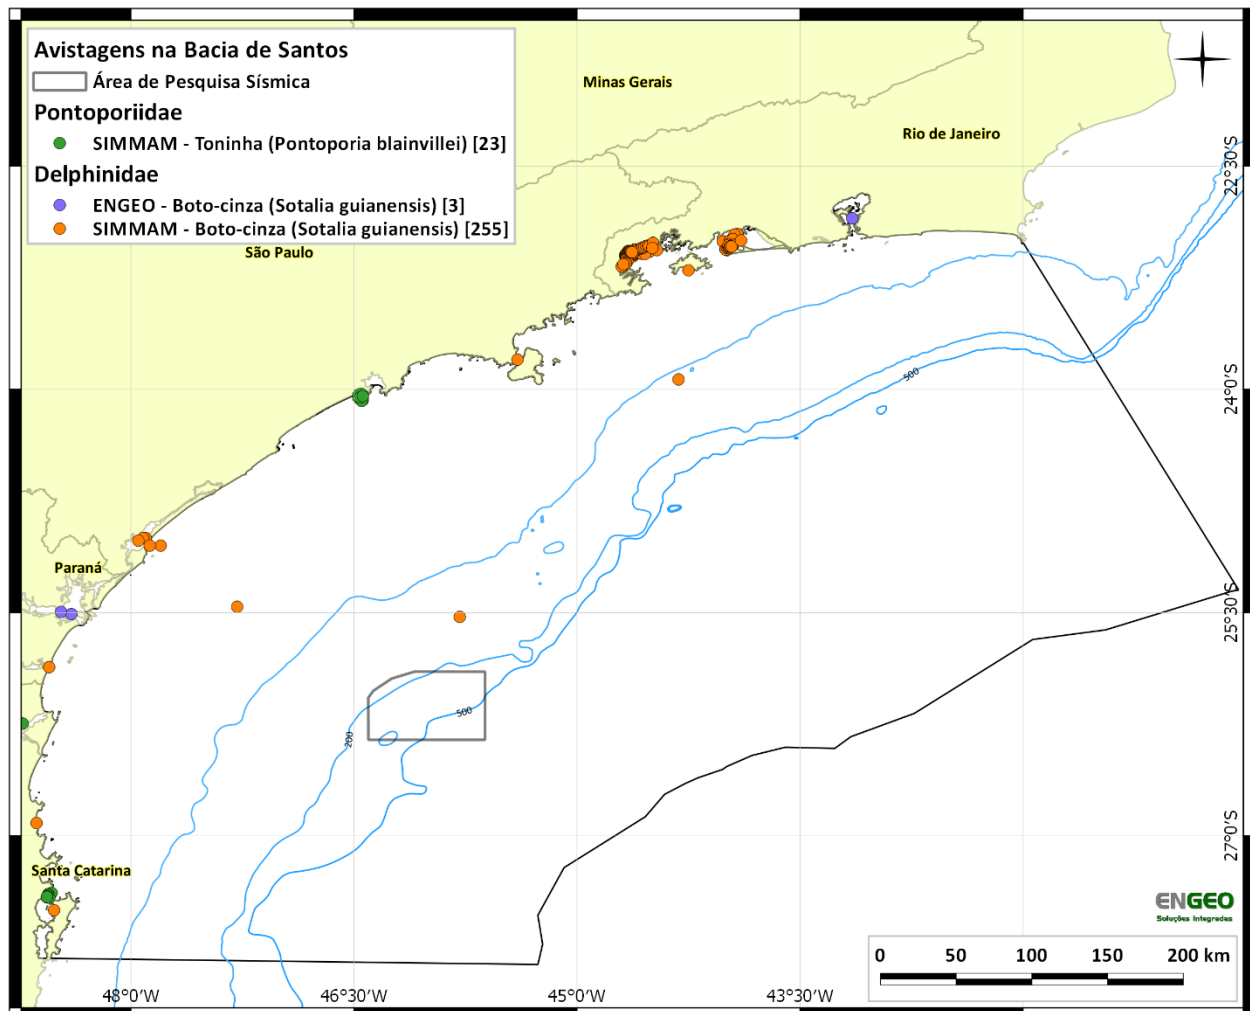 Avistagens na Bacia de Santos
Área de Pesquisa Sísmica
Pontoporiidae
SIMMAM - Toninha (Pontoporia blainvillei) [23]
Delphinidae
ENGEO - Boto-cinza (Sotalia guianensis) [3]
SIMMAM - Boto-cinza (Sotalia guianensis) [255]
Minas Gerais
Rio de Janeiro
São Paulo
Paraná
Santa Catarina
500
500
200
22°30'S
24°0'S
25°30'S
27°0'S
ENGEO
Soluções Integradas
0 50 100 150 200 km
48°0'W 46°30'W 45°0'W 43°30'W